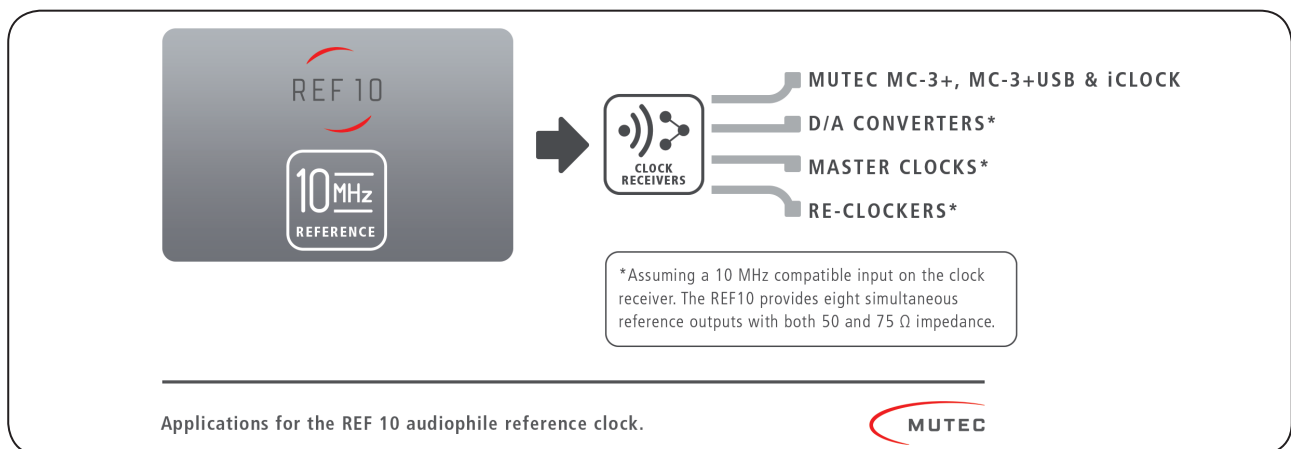 REF 10
10 MHz
REFERENCE
CLOCK
RECEIVERS
MUTEC MC-3+, MC-3+USB & iCLOCK
D/A CONVERTERS*
MASTER CLOCKS*
RE-CLOCKERS*
*Assuming a 10 MHz compatible input on the clock
receiver. The REF10 provides eight simultaneous
reference outputs with both 50 and 75 Ω impedance.
Applications for the REF 10 audiophile reference clock.
MUTEC